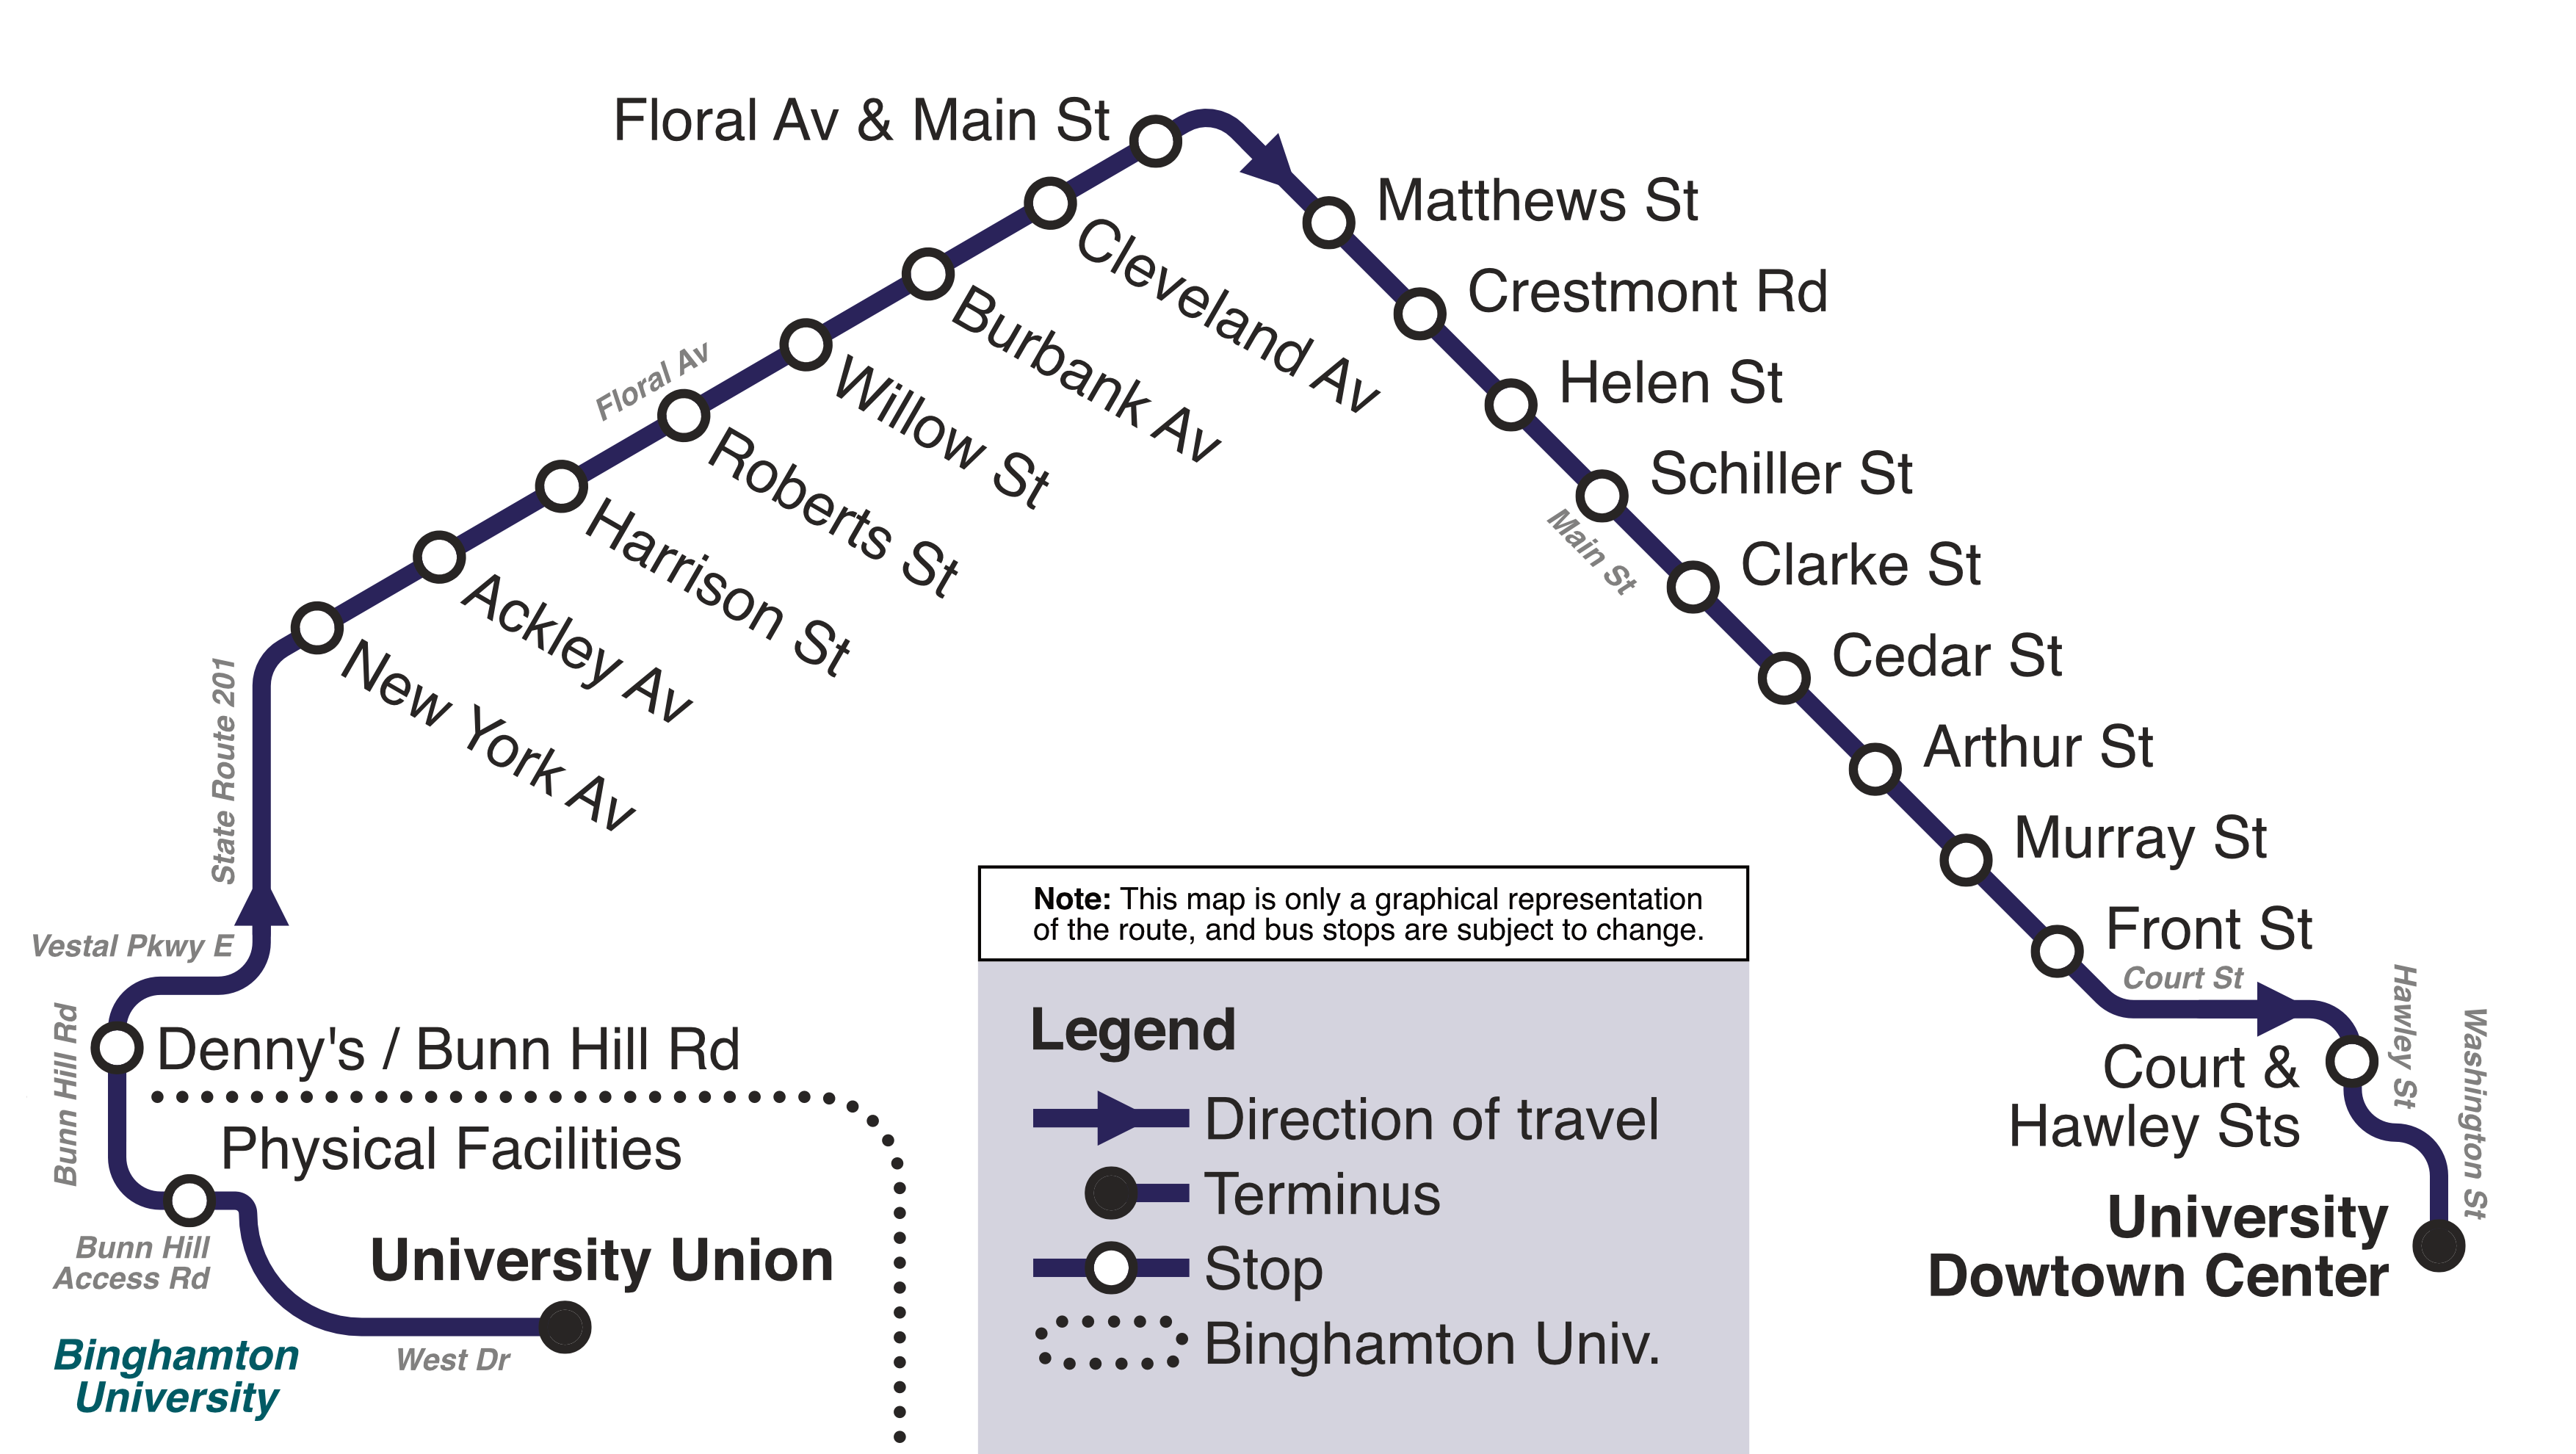 Floral Av & Main St
Matthews St
Crestmont Rd
Helen St
Schiller St
Clarke St
Cedar St
Arthur St
Murray St
Front St
Cleveland Av
Burbank Av
Willow St
Roberts St
Harrison St
Ackley Av
New York Av
Floral Av
Main St
State Route 201
Vestal Pkwy E
Bunn Hill Rd
Denny's / Bunn Hill Rd
Physical Facilities
Bunn Hill
Access Rd
University Union
West Dr
Binghamton
University
Note: This map is only a graphical representation
of the route, and bus stops are subject to change.
Legend
Direction of travel
Terminus
Stop
Binghamton Univ.
Court St
Hawley St
Washington St
Court &
Hawley Sts
University
Dowtown Center